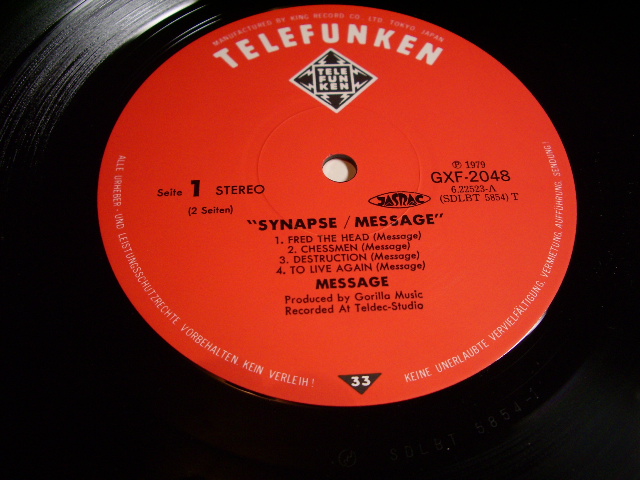 MANUFACTURED BY KING RECORD CO. LTD. TOKYO, JAPAN
TELEFUNKEN
TELE
FUN
KEN
Seite 1 STEREO
(2 Seiten)
℗ 1979
GXF-2048
6.22523-A
(SDLBT 5854) T
JASRAC
"SYNAPSE / MESSAGE"
1. FRED THE HEAD (Message)
2. CHESSMEN (Message)
3. DESTRUCTION (Message)
4. TO LIVE AGAIN (Message)
MESSAGE
Produced by Gorilla Music
Recorded At Teldec-Studio
33
ALLE URHEBER - UND LEISTUNGSSCHUTZRECHTE VORBEHALTEN. KEIN VERLEIH!
KEINE UNERLAUBTE VERVIELFÄLTIGUNG, VERMIETUNG, AUFFÜHRUNG, SENDUNG!
SDLBT 5854-1